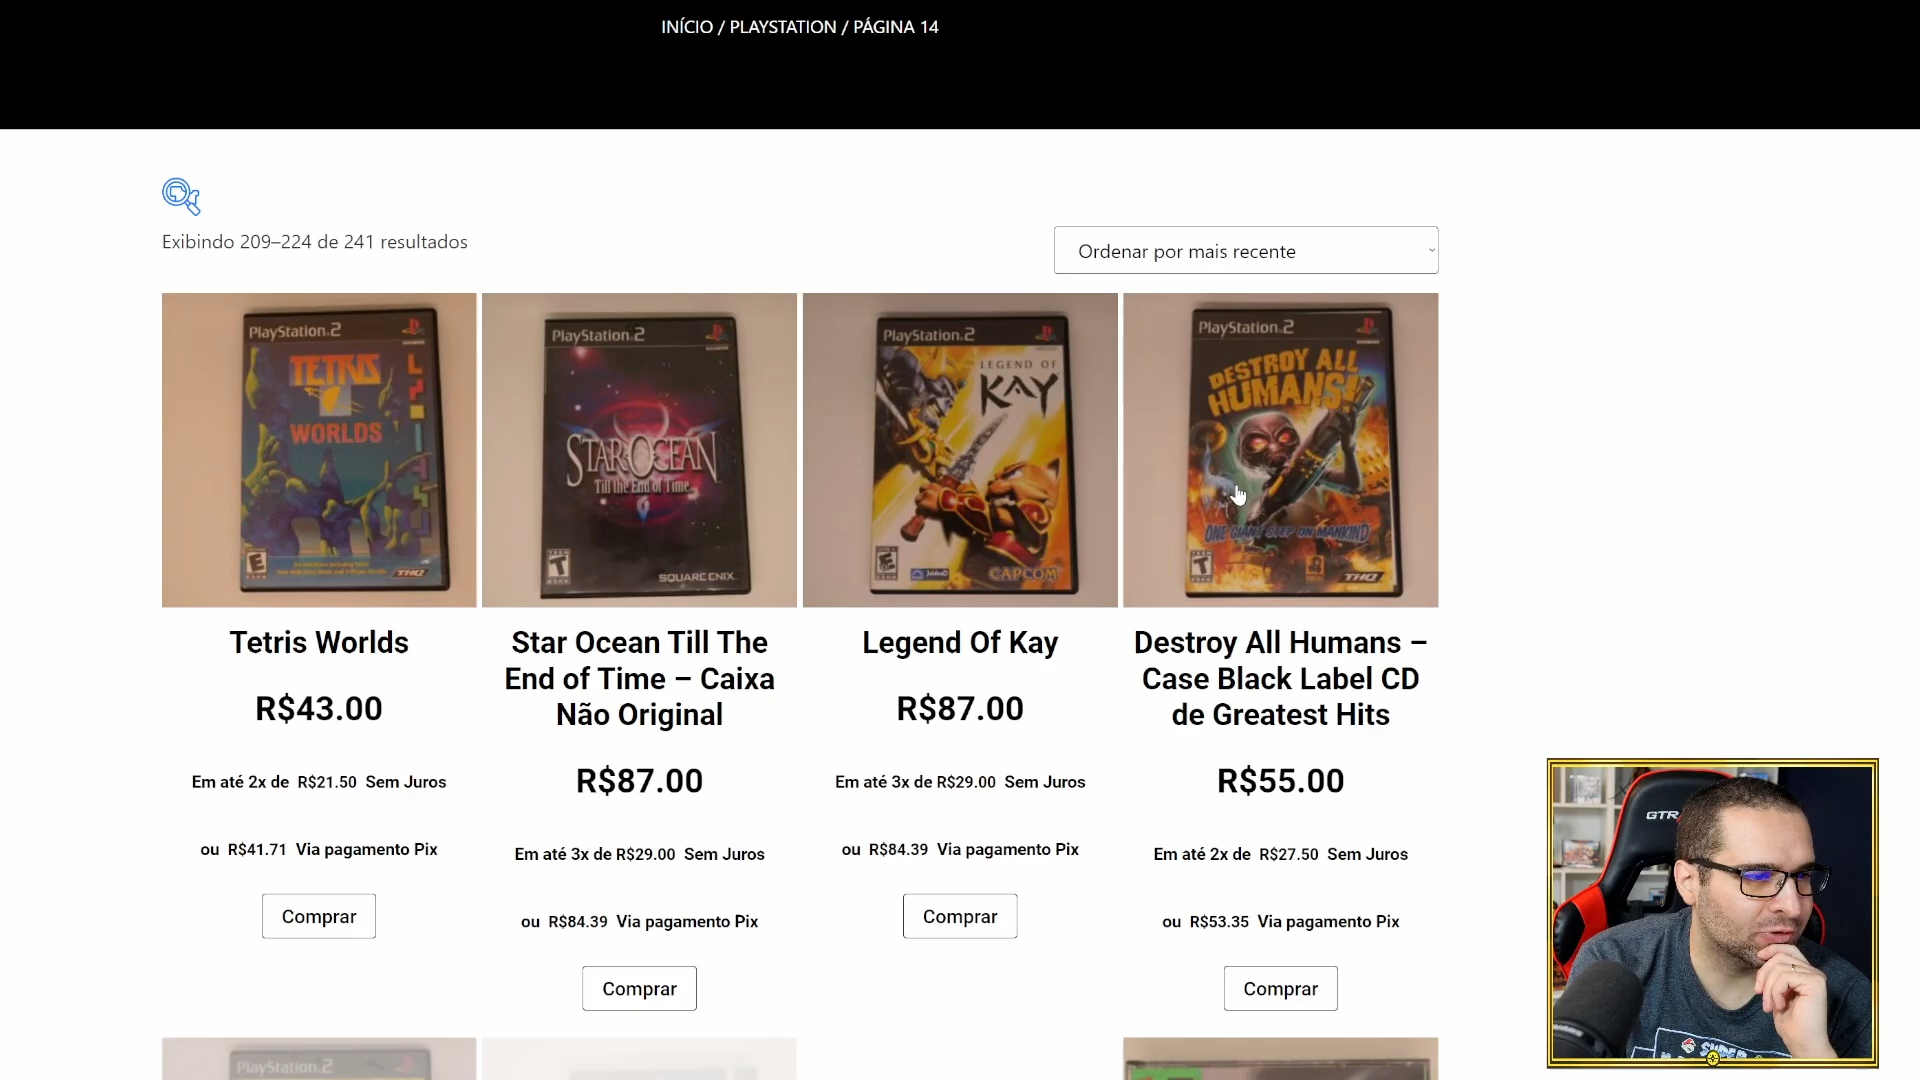 INÍCIO / PLAYSTATION / PÁGINA 14
Exibindo 209–224 de 241 resultados
Ordenar por mais recente
PlayStation.2
TETRIS
WORLDS
E
THQ
PlayStation.2
STAR OCEAN
Till the End of Time
T
SQUARE ENIX
PlayStation.2
LEGEND OF
KAY
E
JoWooD
CAPCOM
PlayStation.2
DESTROY ALL
HUMANS!
ONE GIANT STEP ON MANKIND
T
THQ
Tetris Worlds
R$43.00
Em até 2x de R$21.50 Sem Juros
ou R$41.71 Via pagamento Pix
Comprar
Star Ocean Till The
End of Time – Caixa
Não Original
R$87.00
Em até 3x de R$29.00 Sem Juros
ou R$84.39 Via pagamento Pix
Comprar
Legend Of Kay
R$87.00
Em até 3x de R$29.00 Sem Juros
ou R$84.39 Via pagamento Pix
Comprar
Destroy All Humans –
Case Black Label CD
de Greatest Hits
R$55.00
Em até 2x de R$27.50 Sem Juros
ou R$53.35 Via pagamento Pix
Comprar
PlayStation.2
GTR
SUPER